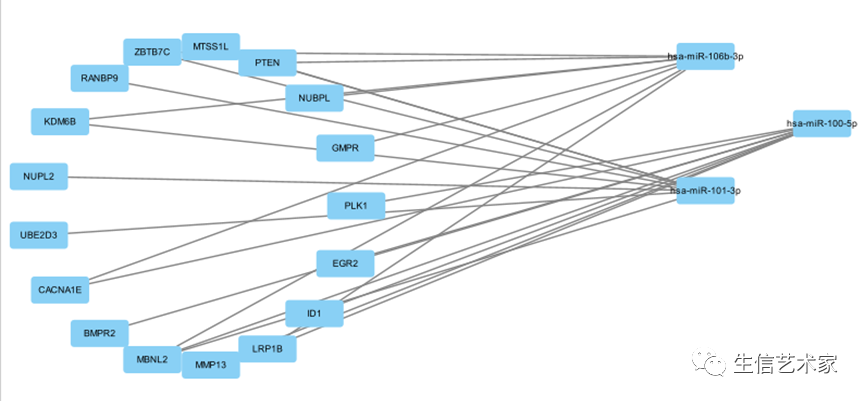 MTSS1L
ZBTB7C
PTEN
hsa-miR-106b-3p
RANBP9
NUBPL
KDM6B
hsa-miR-100-5p
GMPR
NUPL2
hsa-miR-101-3p
PLK1
UBE2D3
EGR2
CACNA1E
ID1
BMPR2
LRP1B
MBNL2
MMP13
生信艺术家